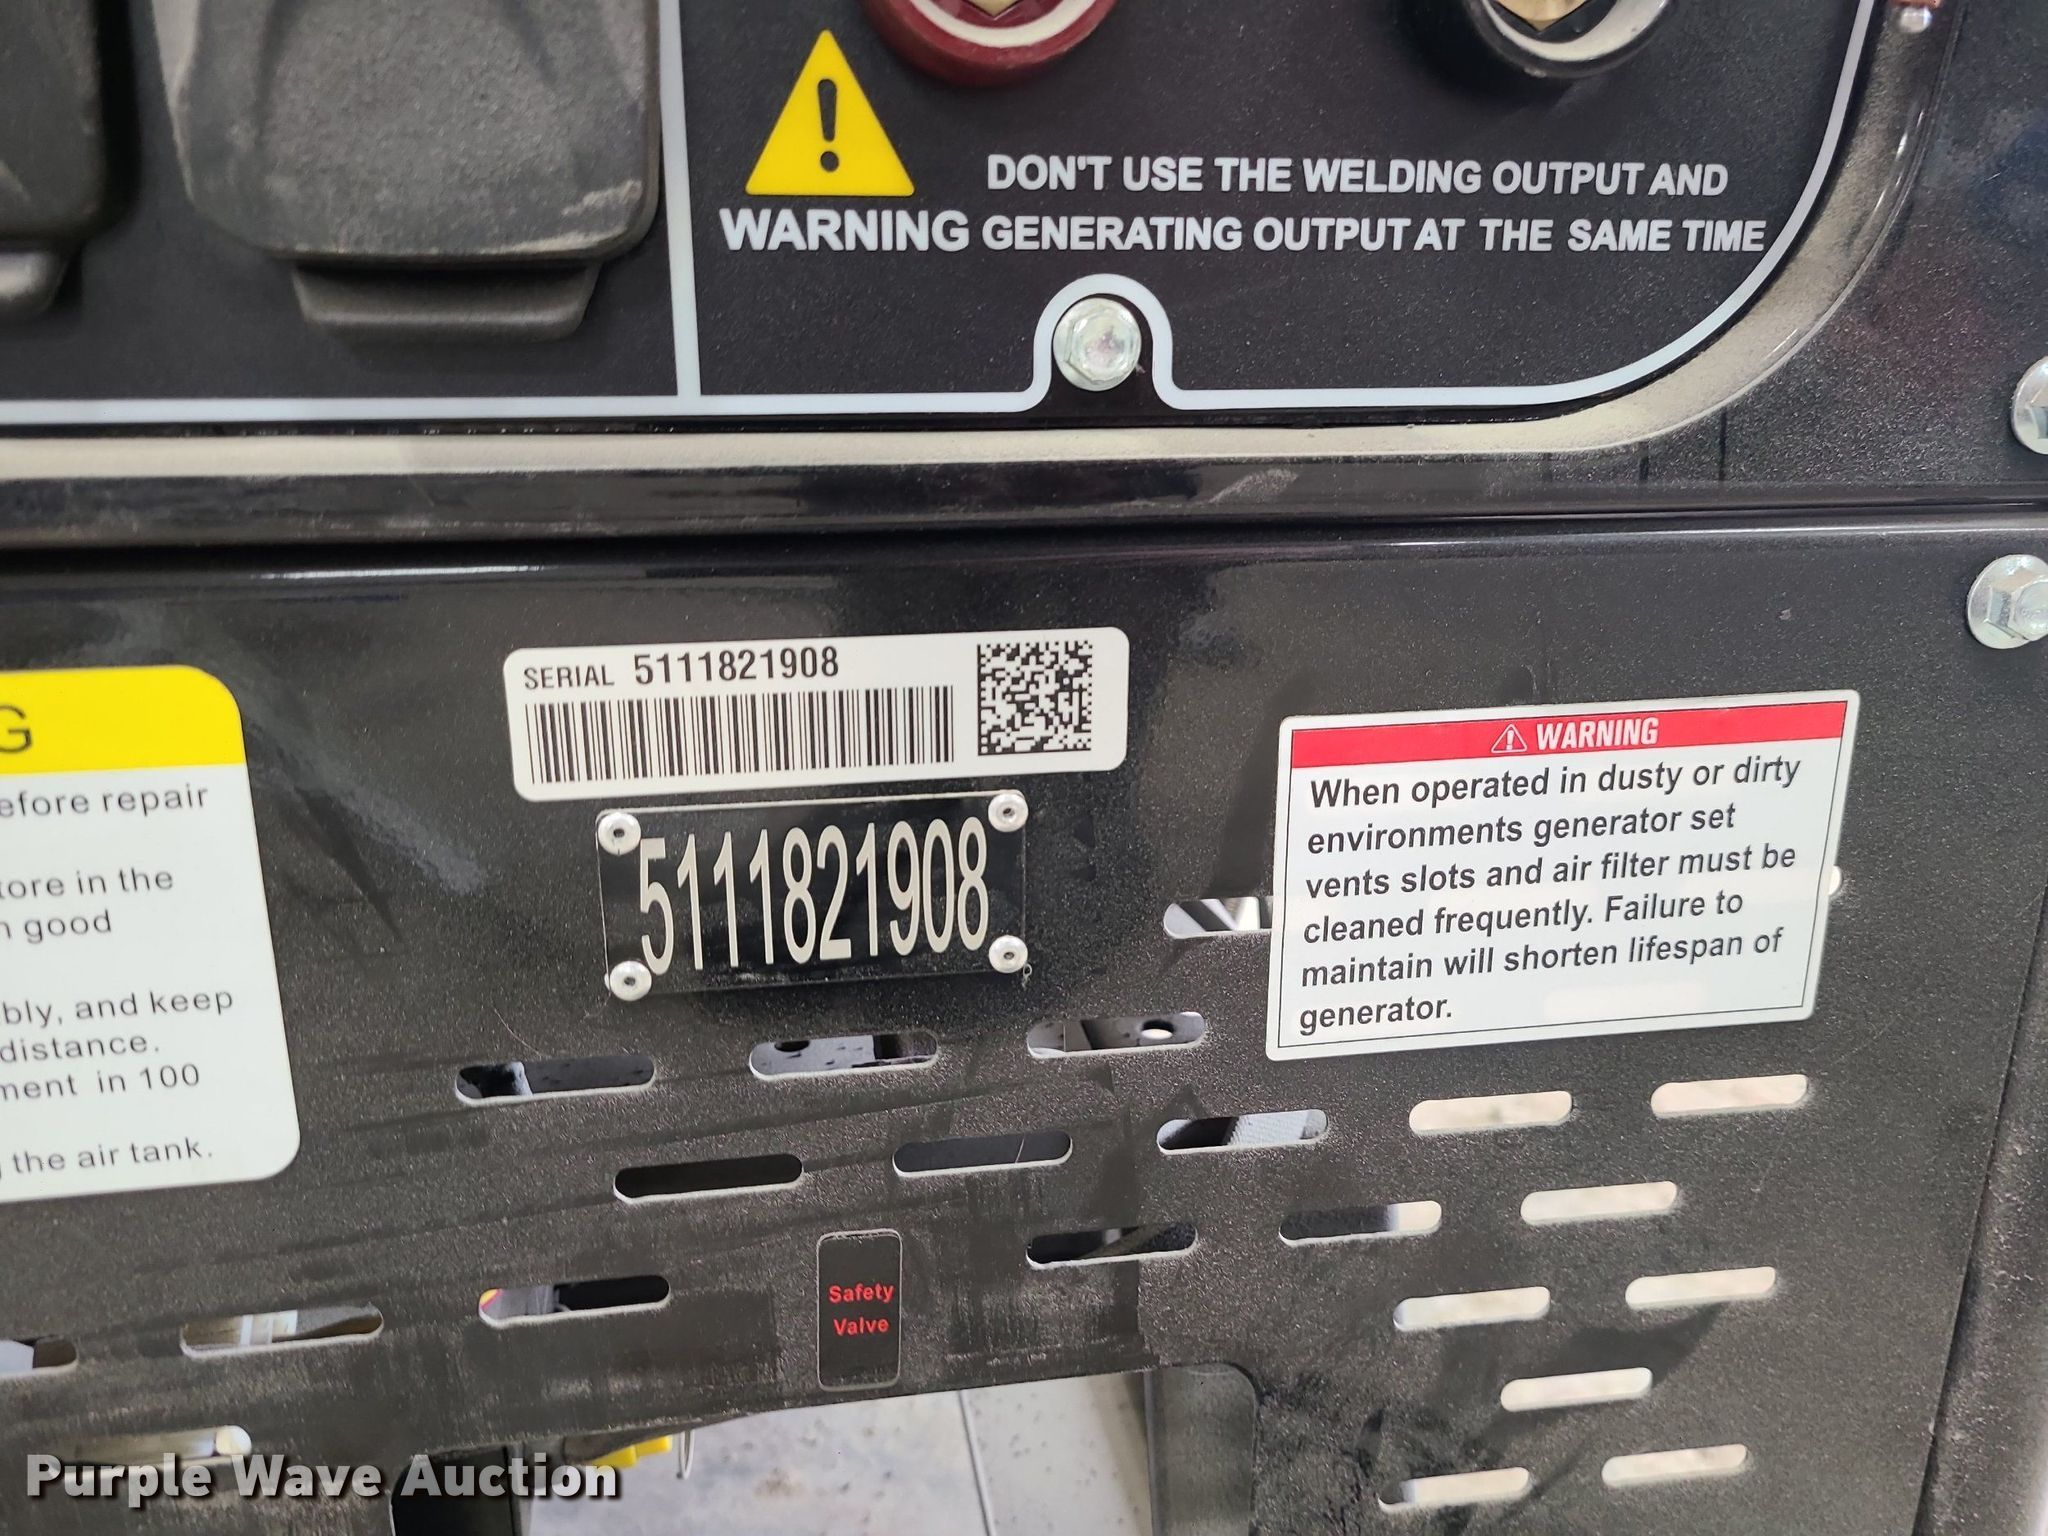 DON'T USE THE WELDING OUTPUT AND
WARNING GENERATING OUTPUT AT THE SAME TIME
SERIAL 5111821908
5111821908
WARNING
When operated in dusty or dirty
environments generator set
vents slots and air filter must be
cleaned frequently. Failure to
maintain will shorten lifespan of
generator.
G
efore repair
tore in the
n good
bly, and keep
distance.
ment in 100
the air tank.
Safety
Valve
Purple Wave Auction